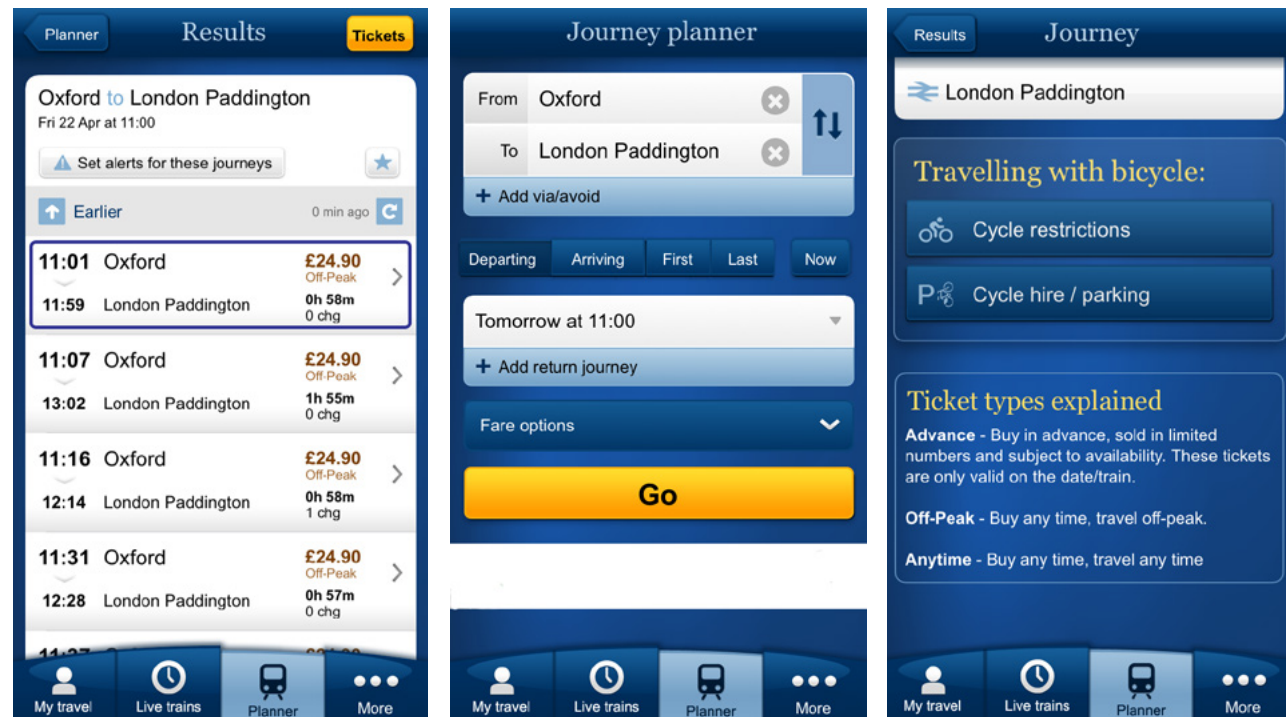 Planner
Results
Tickets
Oxford to London Paddington
Fri 22 Apr at 11:00
Set alerts for these journeys
Earlier
0 min ago
11:01 Oxford £24.90
Off-Peak
11:59 London Paddington 0h 58m
0 chg
11:07 Oxford £24.90
Off-Peak
13:02 London Paddington 1h 55m
0 chg
11:16 Oxford £24.90
Off-Peak
12:14 London Paddington 0h 58m
1 chg
11:31 Oxford £24.90
Off-Peak
12:28 London Paddington 0h 57m
0 chg
My travel Live trains Planner More
Journey planner
From Oxford
To London Paddington
+ Add via/avoid
Departing Arriving First Last Now
Tomorrow at 11:00
+ Add return journey
Fare options
Go
My travel Live trains Planner More
Results
Journey
London Paddington
Travelling with bicycle:
Cycle restrictions
P Cycle hire / parking
Ticket types explained
Advance - Buy in advance, sold in limited
numbers and subject to availability. These tickets
are only valid on the date/train.
Off-Peak - Buy any time, travel off-peak.
Anytime - Buy any time, travel any time
My travel Live trains Planner More